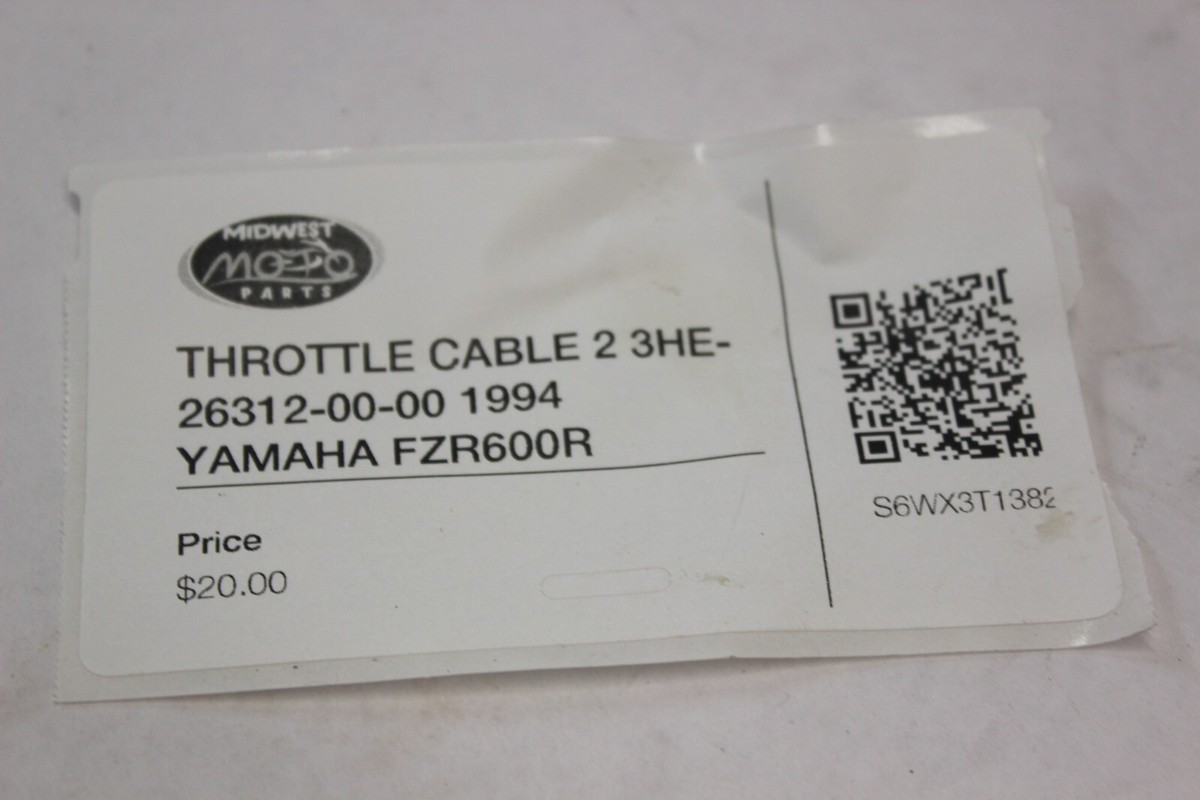 MIDWEST
MOTO
PARTS
THROTTLE CABLE 2 3HE-
26312-00-00 1994
YAMAHA FZR600R
Price
$20.00
S6WX3T1382